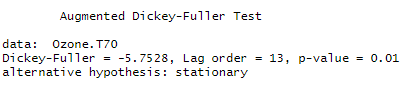 Augmented Dickey-Fuller Test
data: Ozone.T70
Dickey-Fuller = -5.7528, Lag order = 13, p-value = 0.01
alternative hypothesis: stationary